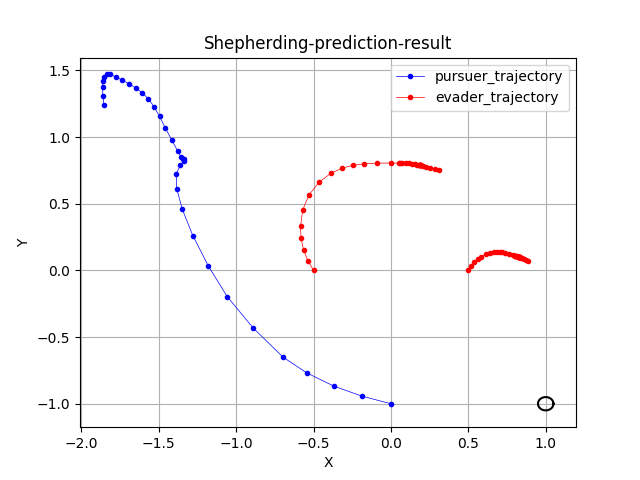 Shepherding-prediction-result
pursuer_trajectory
evader_trajectory
1.5
1.0
0.5
0.0
−0.5
−1.0
Y
−2.0 −1.5 −1.0 −0.5 0.0 0.5 1.0
X